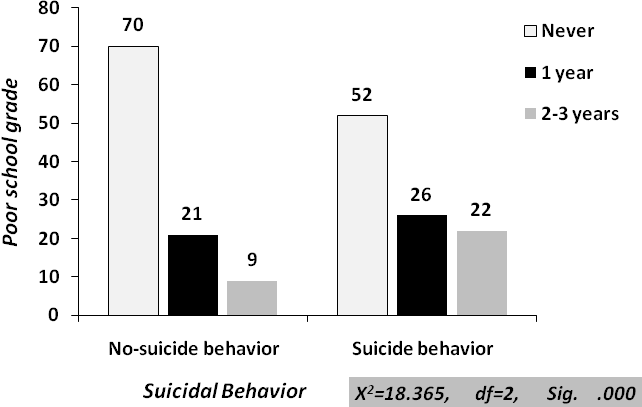 80
70
60
50
40
30
20
10
0
Poor school grade
70
21
9
52
26
22
Never
1 year
2-3 years
No-suicide behavior
Suicide behavior
Suicidal Behavior
X²=18.365, df=2, Sig. .000